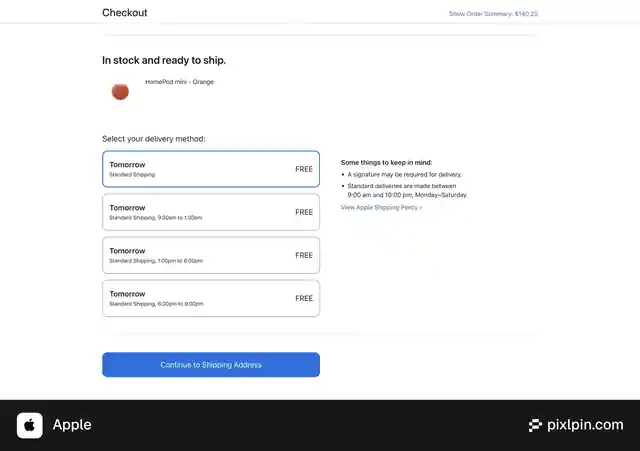 Checkout
Show Order Summary: €140.25
In stock and ready to ship.
HomePod mini - Orange
Select your delivery method:
Tomorrow
Standard Shipping
FREE
Some things to keep in mind:
• A signature may be required for delivery.
• Standard deliveries are made between
9:00 am and 10:00 pm, Monday–Saturday.
View Apple Shipping Policy ›
Tomorrow
Standard Shipping, 9.00am to 1.00pm
FREE
Tomorrow
Standard Shipping, 1.00pm to 6.00pm
FREE
Tomorrow
Standard Shipping, 6.00pm to 9.00pm
FREE
Continue to Shipping Address
Apple
pixlpin.com